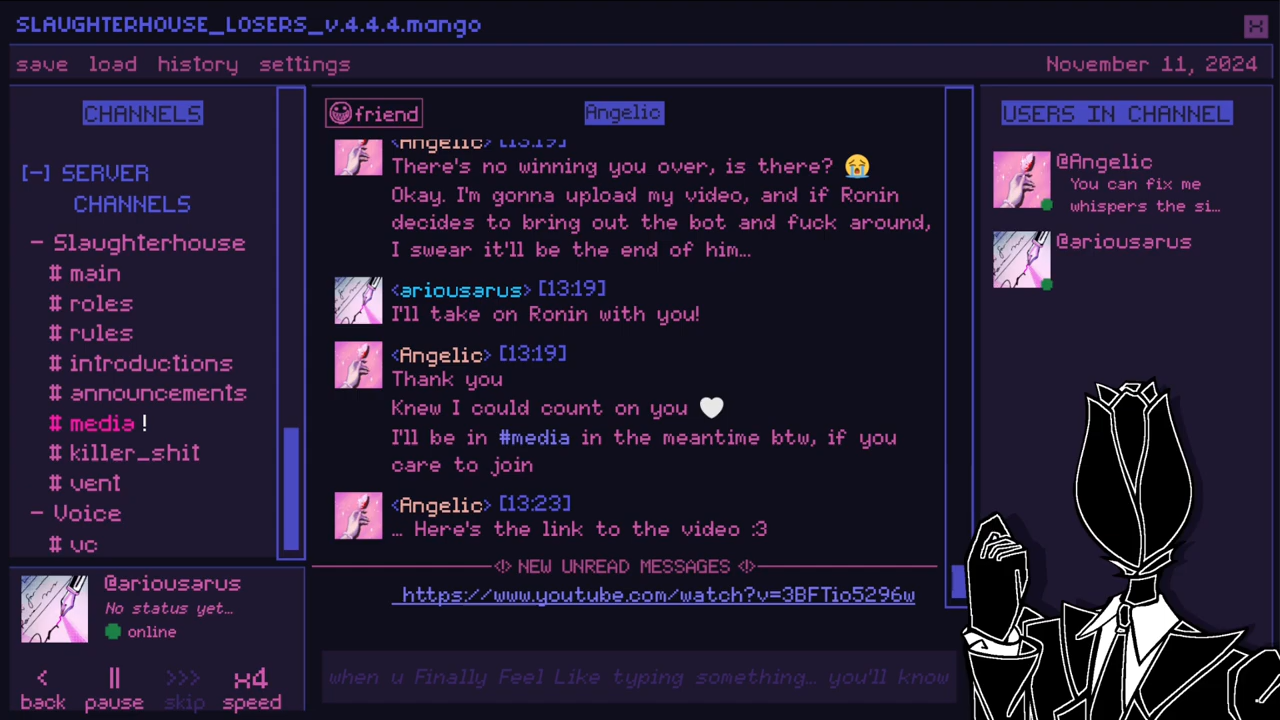 SLAUGHTERHOUSE_LOSERS_v.4.4.4.mango
X
save load history settings
November 11, 2024
CHANNELS
[-] SERVER
CHANNELS
- Slaughterhouse
# main
# roles
# rules
# introductions
# announcements
# media !
# killer_shit
# vent
- Voice
# vc
@ariousarus
No status yet...
online
< || >>> x4
back pause skip speed
friend
Angelic
<Angelic> [13:19]
There's no winning you over, is there? 😭
Okay. I'm gonna upload my video, and if Ronin
decides to bring out the bot and fuck around,
I swear it'll be the end of him...
<ariousarus> [13:19]
I'll take on Ronin with you!
<Angelic> [13:19]
Thank you
Knew I could count on you 🤍
I'll be in #media in the meantime btw, if you
care to join
<Angelic> [13:23]
... Here's the link to the video :3
NEW UNREAD MESSAGES
https://www.youtube.com/watch?v=3BFTio5296w
when u Finally Feel Like typing something... you'll know
USERS IN CHANNEL
@Angelic
You can fix me
whispers the si...
@ariousarus